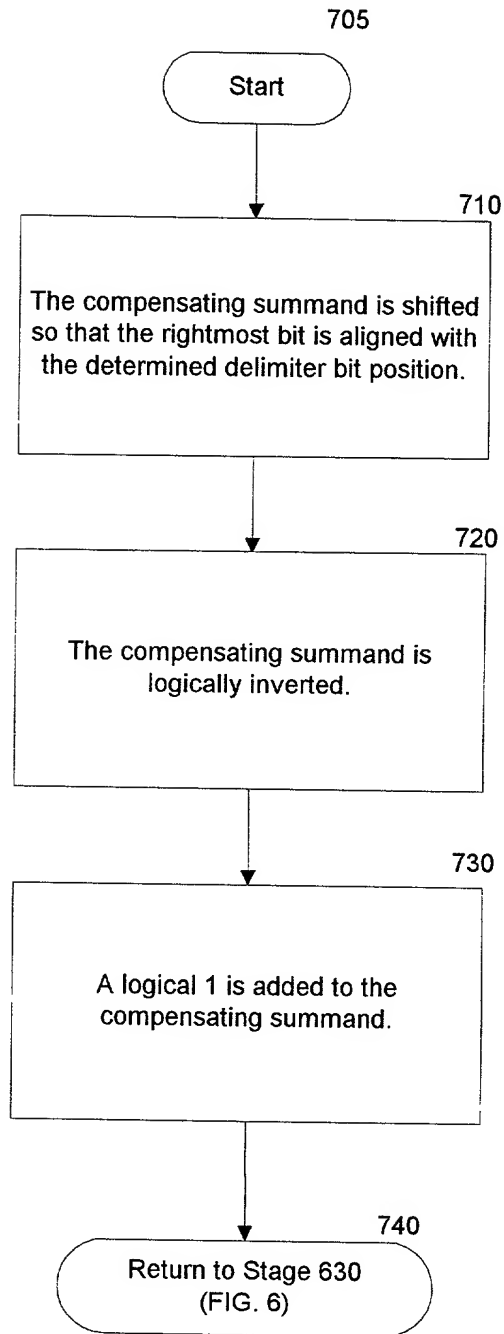 705
Start
710
The compensating summand is shifted
so that the rightmost bit is aligned with
the determined delimiter bit position.
720
The compensating summand is
logically inverted.
730
A logical 1 is added to the
compensating summand.
740
Return to Stage 630
(FIG. 6)